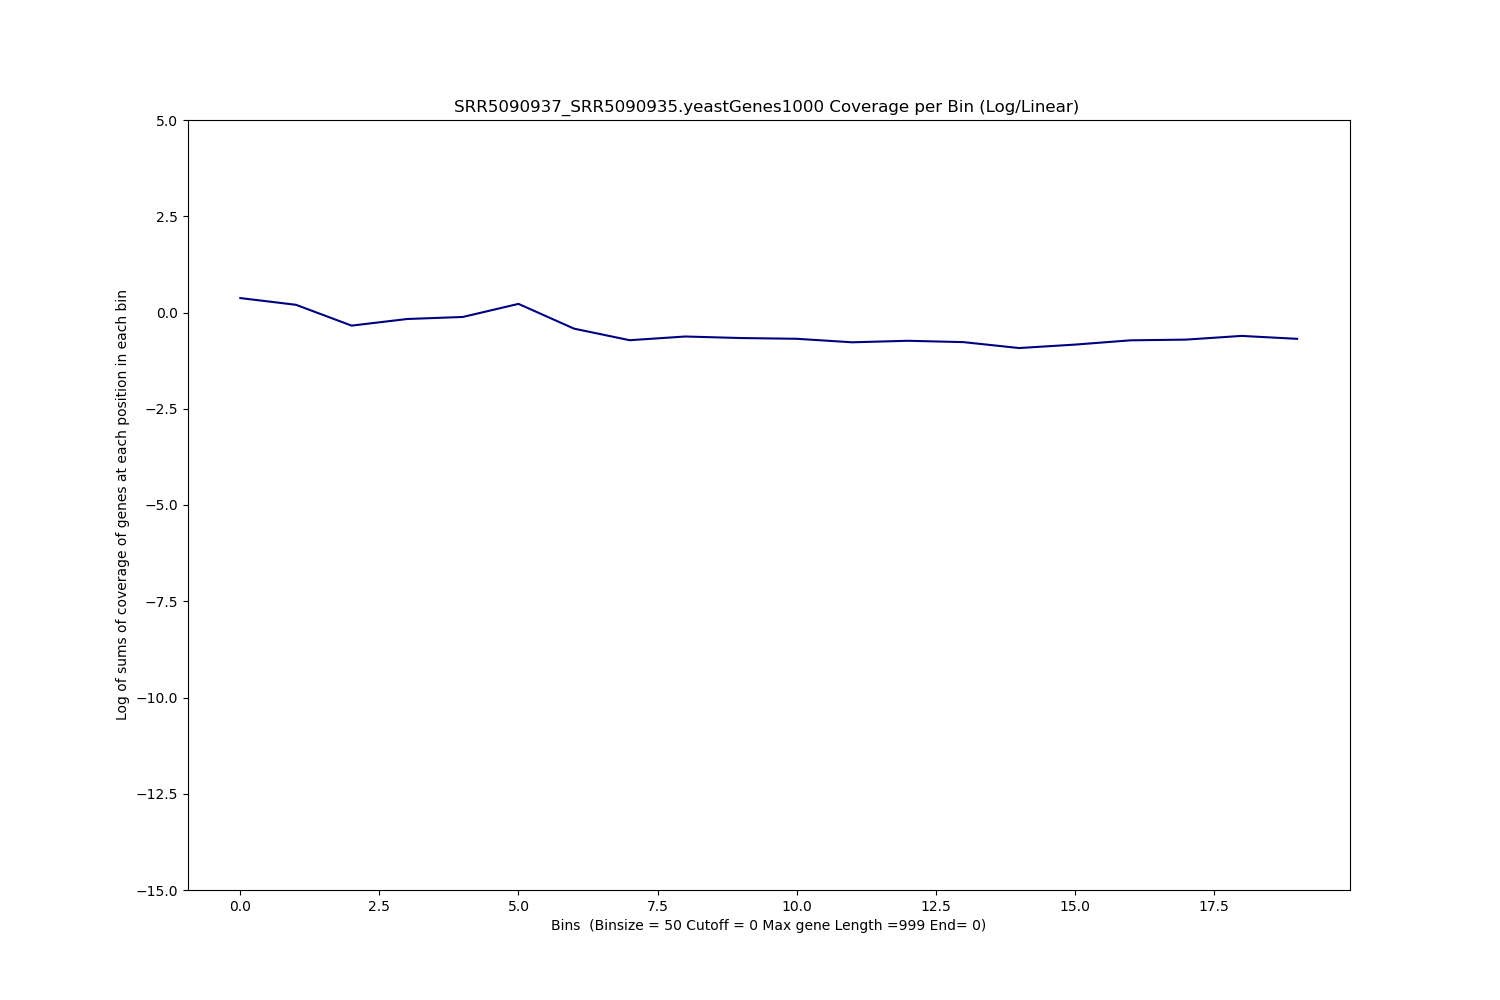 SRR5090937_SRR5090935.yeastGenes1000 Coverage per Bin (Log/Linear)
5.0
2.5
0.0
−2.5
−5.0
−7.5
−10.0
−12.5
−15.0
Log of sums of coverage of genes at each position in each bin
0.0 2.5 5.0 7.5 10.0 12.5 15.0 17.5
Bins  (Binsize = 50 Cutoff = 0 Max gene Length =999 End= 0)